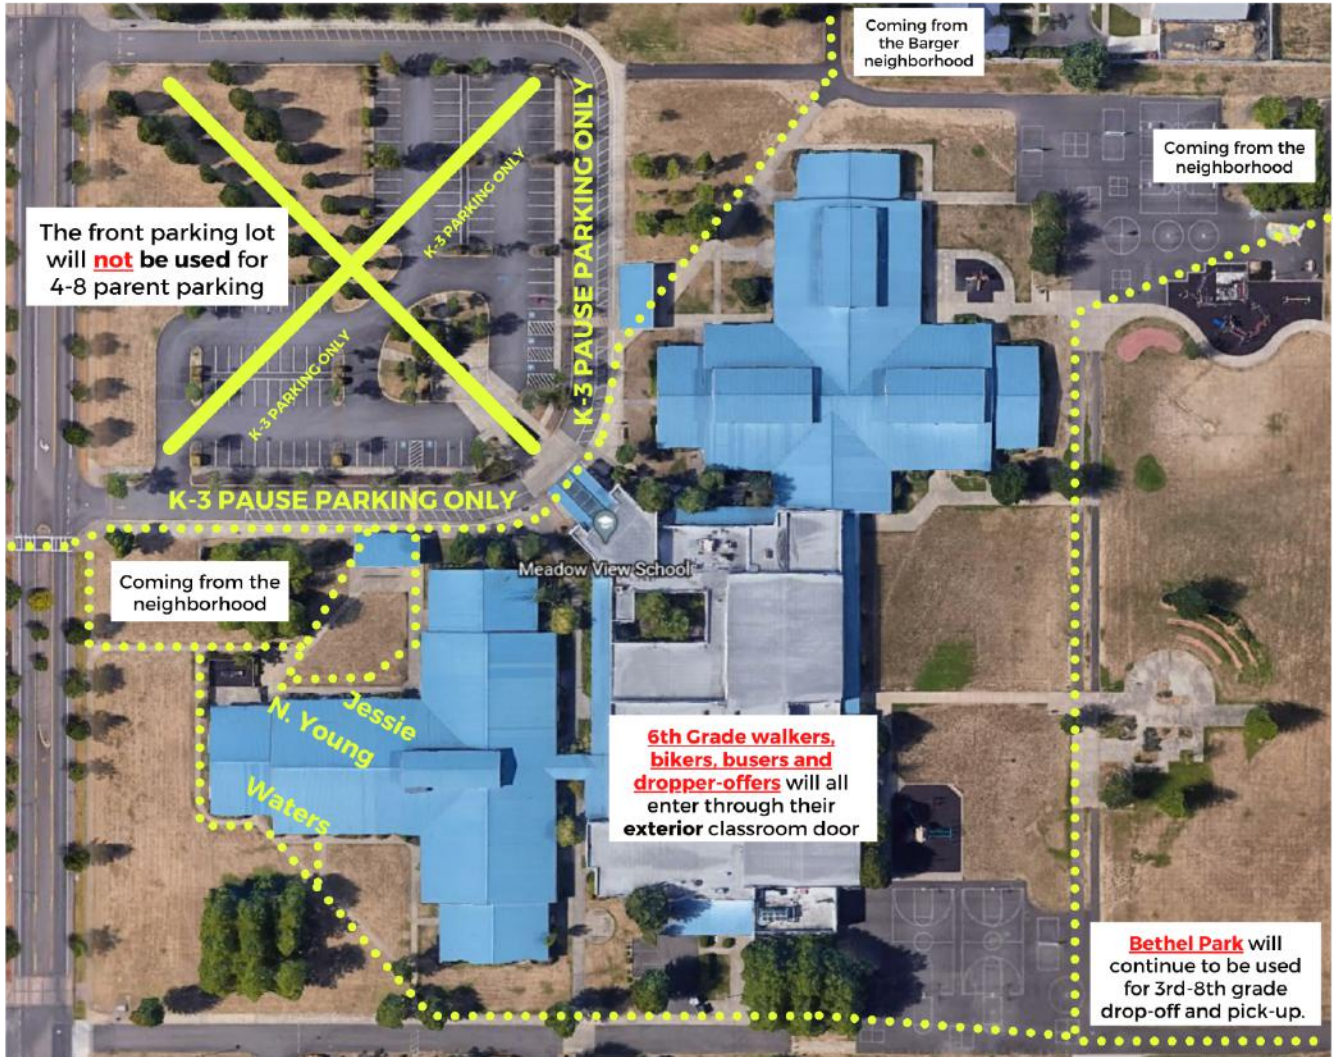 Coming from
the Barger
neighborhood
Coming from the
neighborhood
The front parking lot
will not be used for
4-8 parent parking
K-3 PARKING ONLY
K-3 PARKING ONLY
K-3 PAUSE PARKING ONLY
K-3 PAUSE PARKING ONLY
Coming from the
neighborhood
Meadow View School
Jessie
N. Young
Waters
6th Grade walkers,
bikers, busers and
dropper-offers will all
enter through their
exterior classroom door
Bethel Park will
continue to be used
for 3rd-8th grade
drop-off and pick-up.